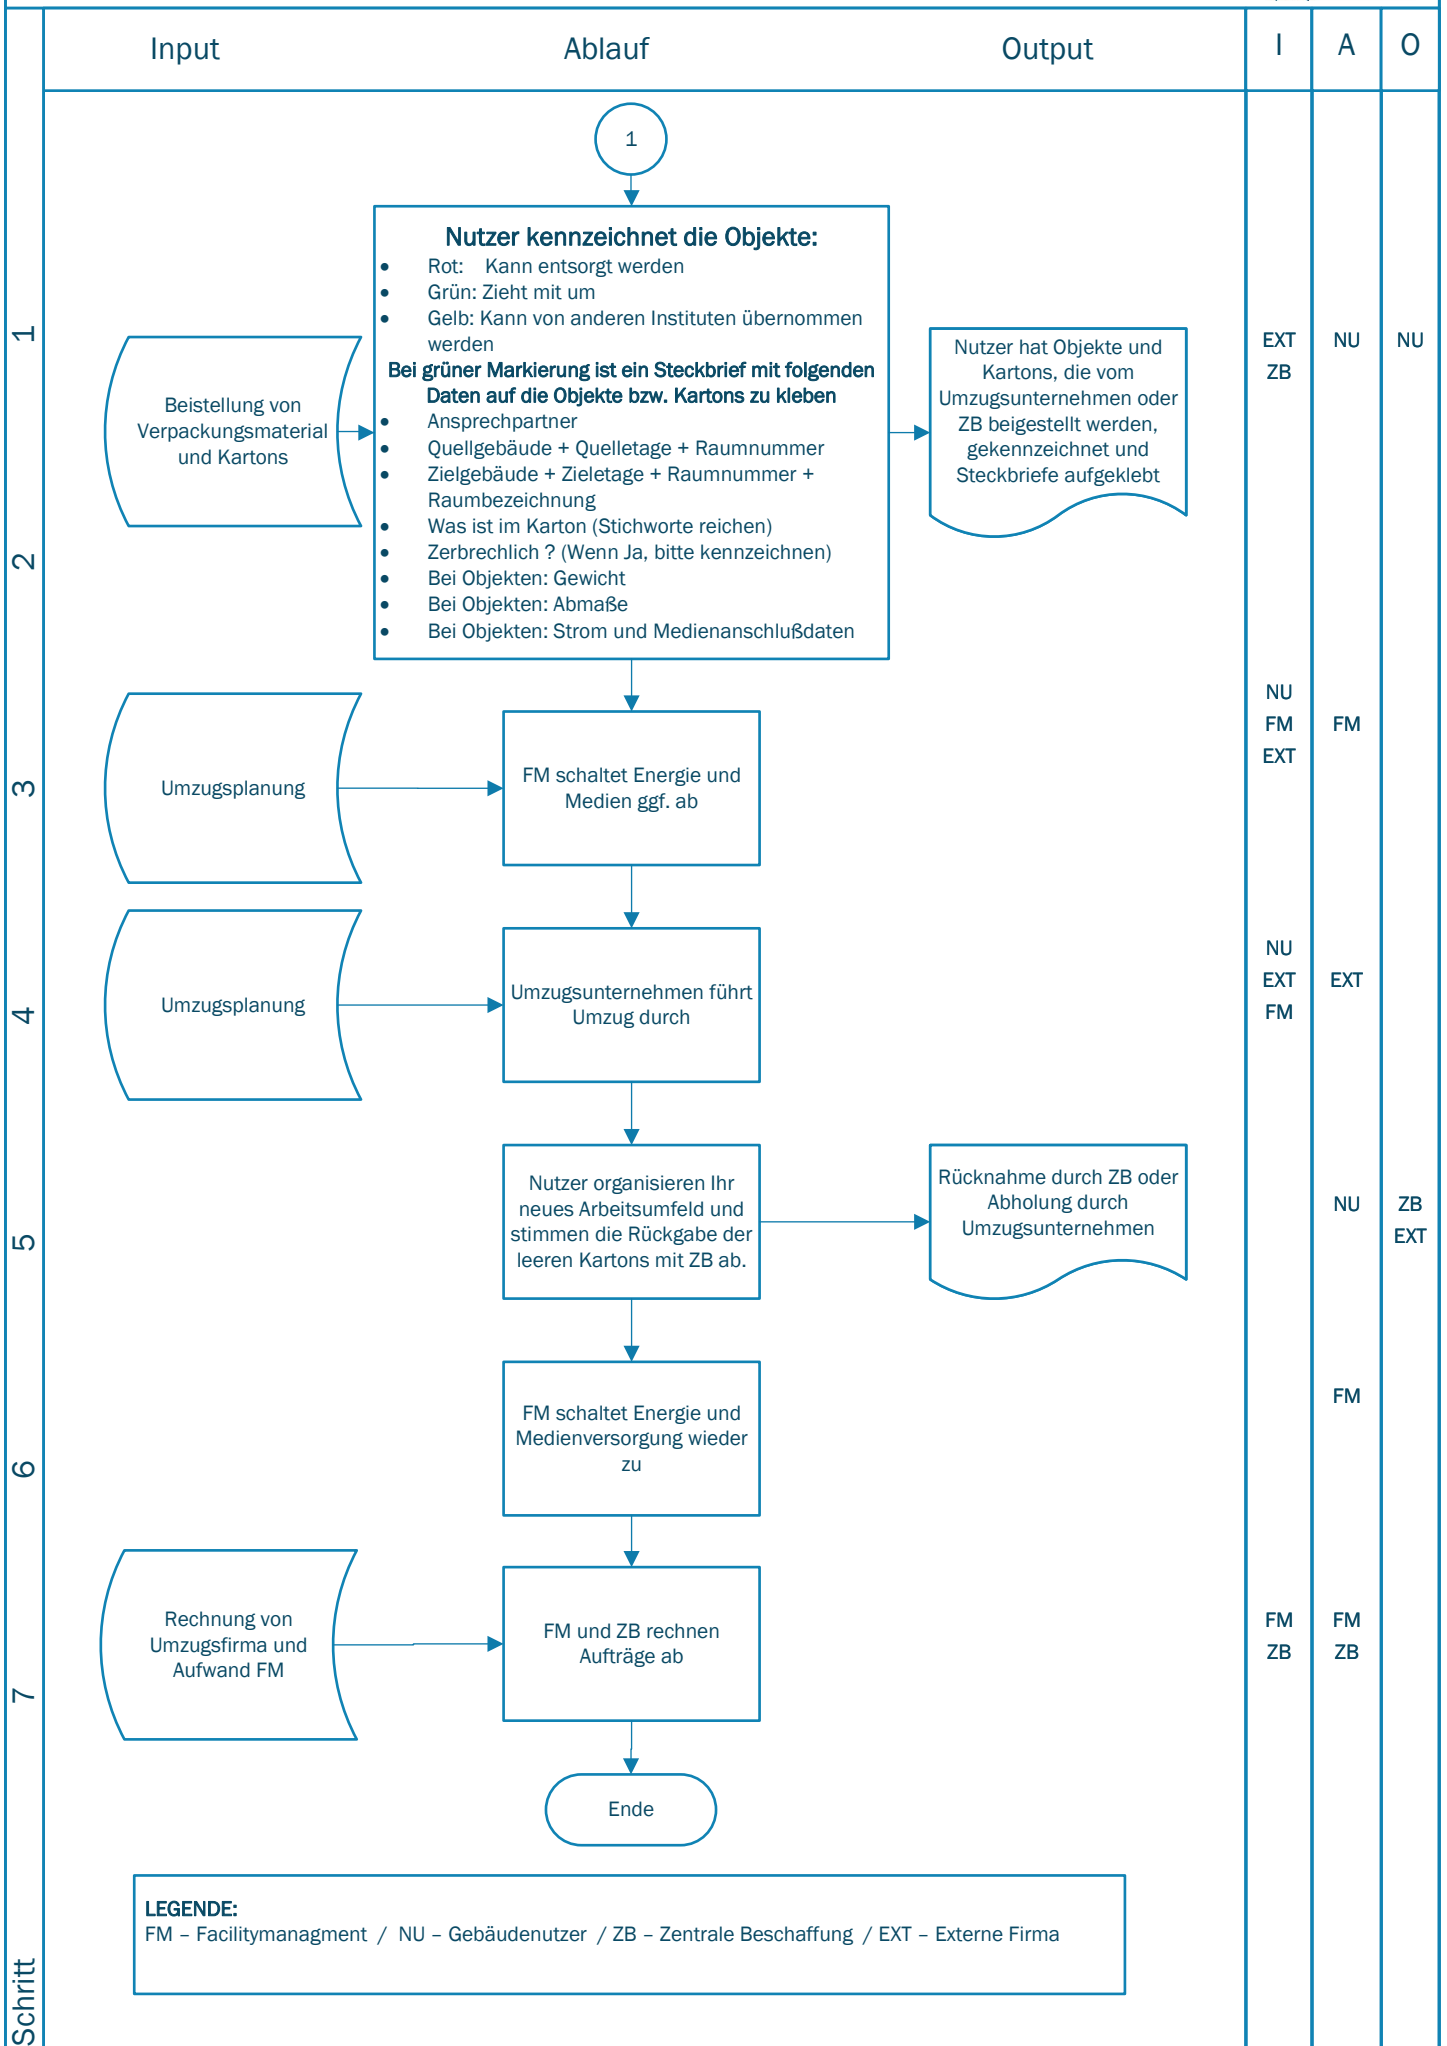 Input
Ablauf
Output
I
A
O
1
Nutzer kennzeichnet die Objekte:
• Rot: Kann entsorgt werden
• Grün: Zieht mit um
• Gelb: Kann von anderen Instituten übernommen
werden
Bei grüner Markierung ist ein Steckbrief mit folgenden
Daten auf die Objekte bzw. Kartons zu kleben
• Ansprechpartner
• Quellgebäude + Quelletage + Raumnummer
• Zielgebäude + Zieletage + Raumnummer +
Raumbezeichnung
• Was ist im Karton (Stichworte reichen)
• Zerbrechlich ? (Wenn Ja, bitte kennzeichnen)
• Bei Objekten: Gewicht
• Bei Objekten: Abmaße
• Bei Objekten: Strom und Medienanschlußdaten
Beistellung von
Verpackungsmaterial
und Kartons
Nutzer hat Objekte und
Kartons, die vom
Umzugsunternehmen oder
ZB beigestellt werden,
gekennzeichnet und
Steckbriefe aufgeklebt
1
EXT
ZB
NU
NU
2
Umzugsplanung
FM schaltet Energie und
Medien ggf. ab
NU
FM
EXT
FM
3
Umzugsplanung
Umzugsunternehmen führt
Umzug durch
NU
EXT
FM
EXT
4
Nutzer organisieren Ihr
neues Arbeitsumfeld und
stimmen die Rückgabe der
leeren Kartons mit ZB ab.
Rücknahme durch ZB oder
Abholung durch
Umzugsunternehmen
NU
ZB
EXT
5
FM schaltet Energie und
Medienversorgung wieder
zu
FM
6
Rechnung von
Umzugsfirma und
Aufwand FM
FM und ZB rechnen
Aufträge ab
FM
ZB
FM
ZB
7
Ende
LEGENDE:
FM – Facilitymanagment / NU – Gebäudenutzer / ZB – Zentrale Beschaffung / EXT – Externe Firma
Schritt